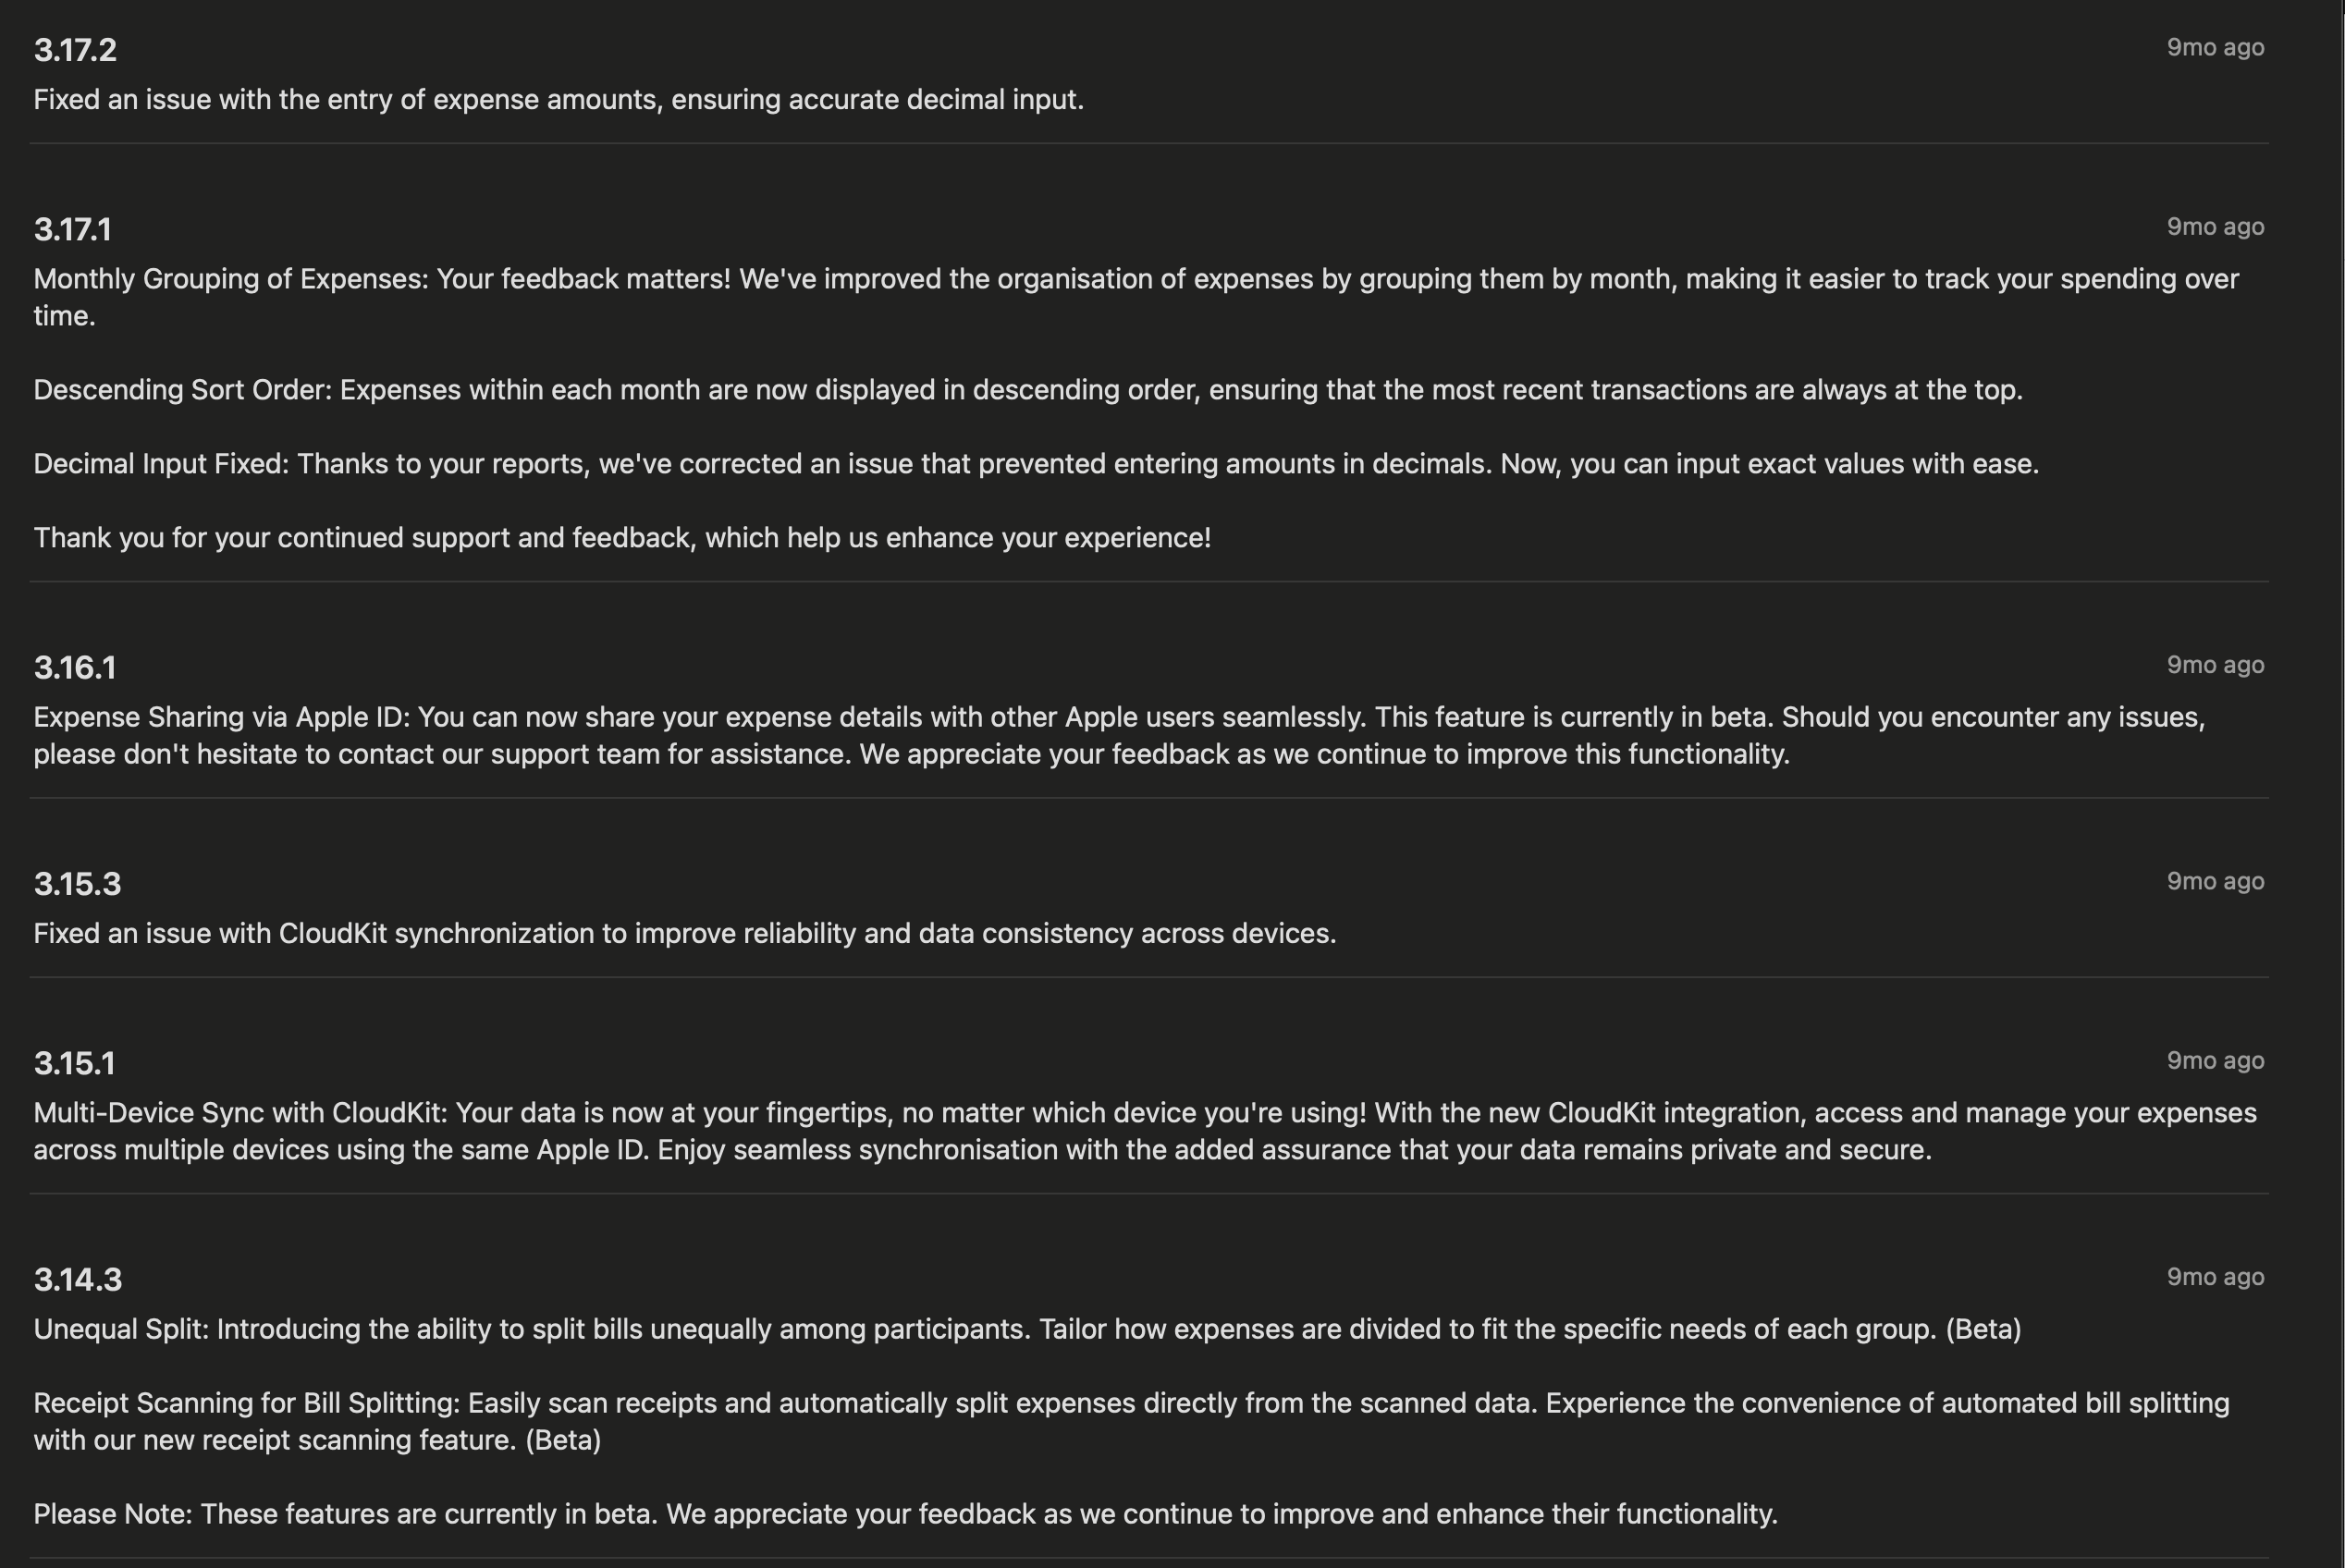 3.17.2
9mo ago
Fixed an issue with the entry of expense amounts, ensuring accurate decimal input.
3.17.1
9mo ago
Monthly Grouping of Expenses: Your feedback matters! We've improved the organisation of expenses by grouping them by month, making it easier to track your spending over
time.
Descending Sort Order: Expenses within each month are now displayed in descending order, ensuring that the most recent transactions are always at the top.
Decimal Input Fixed: Thanks to your reports, we've corrected an issue that prevented entering amounts in decimals. Now, you can input exact values with ease.
Thank you for your continued support and feedback, which help us enhance your experience!
3.16.1
9mo ago
Expense Sharing via Apple ID: You can now share your expense details with other Apple users seamlessly. This feature is currently in beta. Should you encounter any issues,
please don't hesitate to contact our support team for assistance. We appreciate your feedback as we continue to improve this functionality.
3.15.3
9mo ago
Fixed an issue with CloudKit synchronization to improve reliability and data consistency across devices.
3.15.1
9mo ago
Multi-Device Sync with CloudKit: Your data is now at your fingertips, no matter which device you're using! With the new CloudKit integration, access and manage your expenses
across multiple devices using the same Apple ID. Enjoy seamless synchronisation with the added assurance that your data remains private and secure.
3.14.3
9mo ago
Unequal Split: Introducing the ability to split bills unequally among participants. Tailor how expenses are divided to fit the specific needs of each group. (Beta)
Receipt Scanning for Bill Splitting: Easily scan receipts and automatically split expenses directly from the scanned data. Experience the convenience of automated bill splitting
with our new receipt scanning feature. (Beta)
Please Note: These features are currently in beta. We appreciate your feedback as we continue to improve and enhance their functionality.